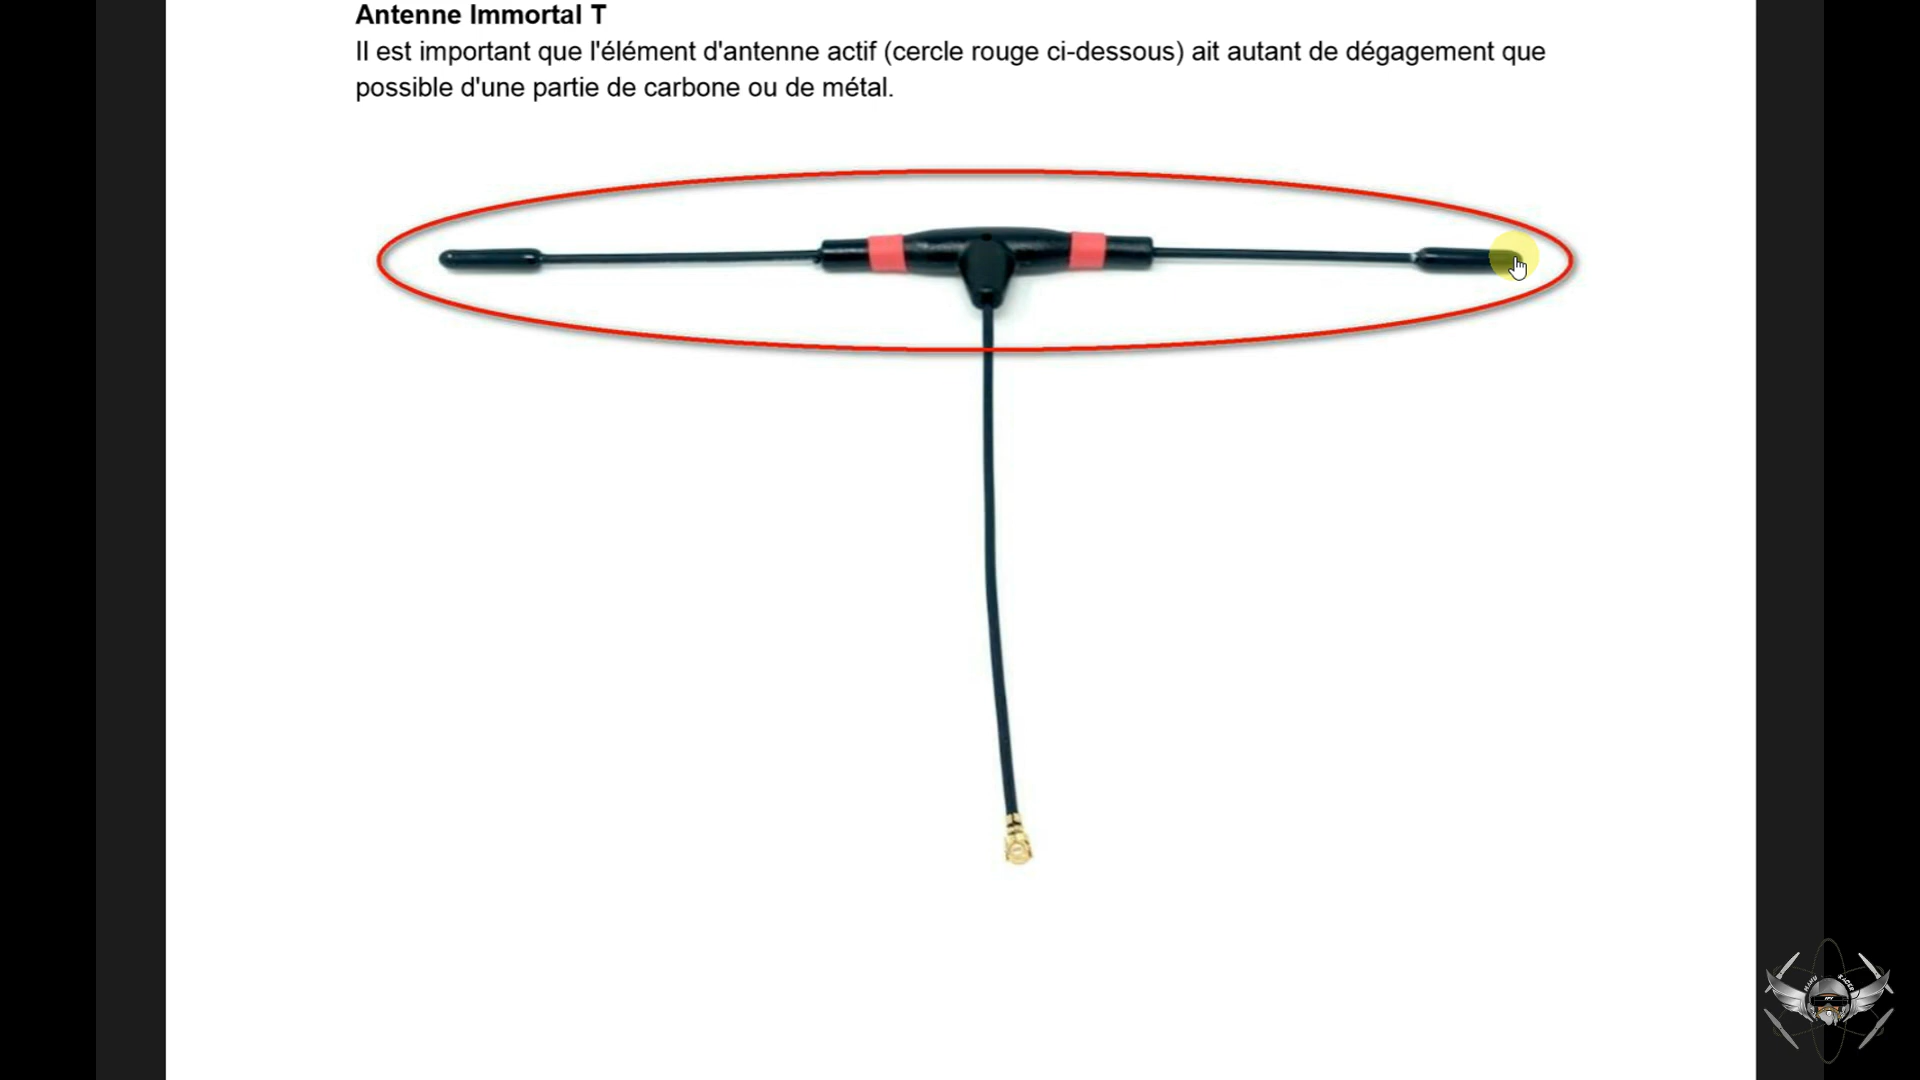 Antenne Immortal T
Il est important que l'élément d'antenne actif (cercle rouge ci-dessous) ait autant de dégagement que
possible d'une partie de carbone ou de métal.